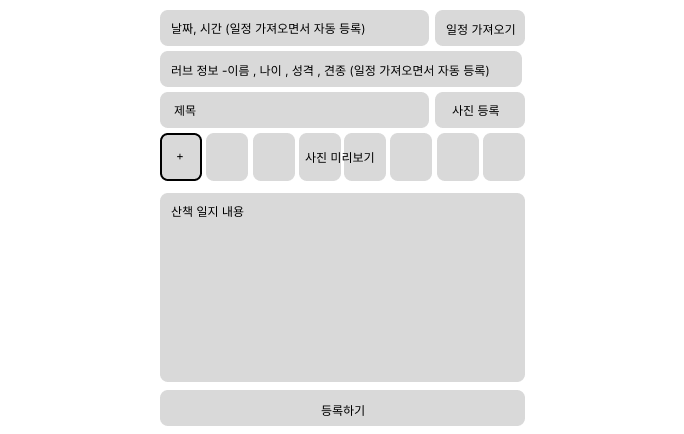 날짜, 시간 (일정 가져오면서 자동 등록)
일정 가져오기
러브 정보 -이름 , 나이 , 성격 , 견종 (일정 가져오면서 자동 등록)
제목
사진 등록
+
사진 미리보기
산책 일지 내용
등록하기